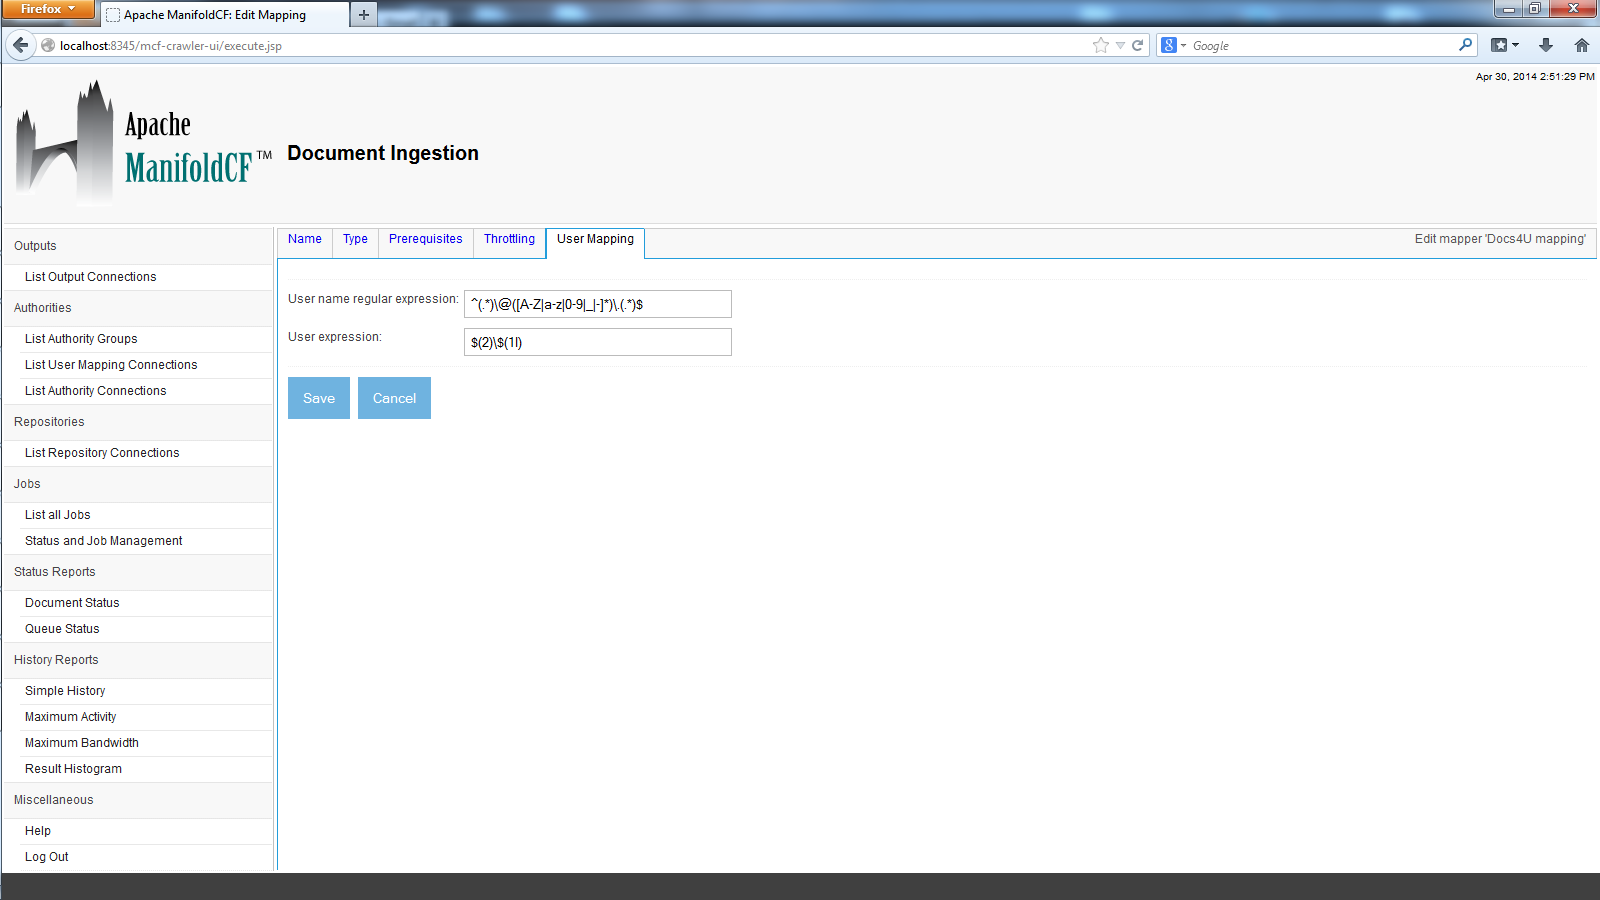 Firefox
Apache ManifoldCF: Edit Mapping
localhost:8345/mcf-crawler-ui/execute.jsp
Google
Apr 30, 2014 2:51:29 PM
Apache
ManifoldCF™
Document Ingestion
Name
Type
Prerequisites
Throttling
User Mapping
Edit mapper 'Docs4U mapping'
Outputs
List Output Connections
Authorities
List Authority Groups
List User Mapping Connections
List Authority Connections
Repositories
List Repository Connections
Jobs
List all Jobs
Status and Job Management
Status Reports
Document Status
Queue Status
History Reports
Simple History
Maximum Activity
Maximum Bandwidth
Result Histogram
Miscellaneous
Help
Log Out
User name regular expression: ^(.*)\@([A-Z|a-z|0-9|_|-]*)\.(.*)$
User expression: $(2)\$(1l)
Save
Cancel